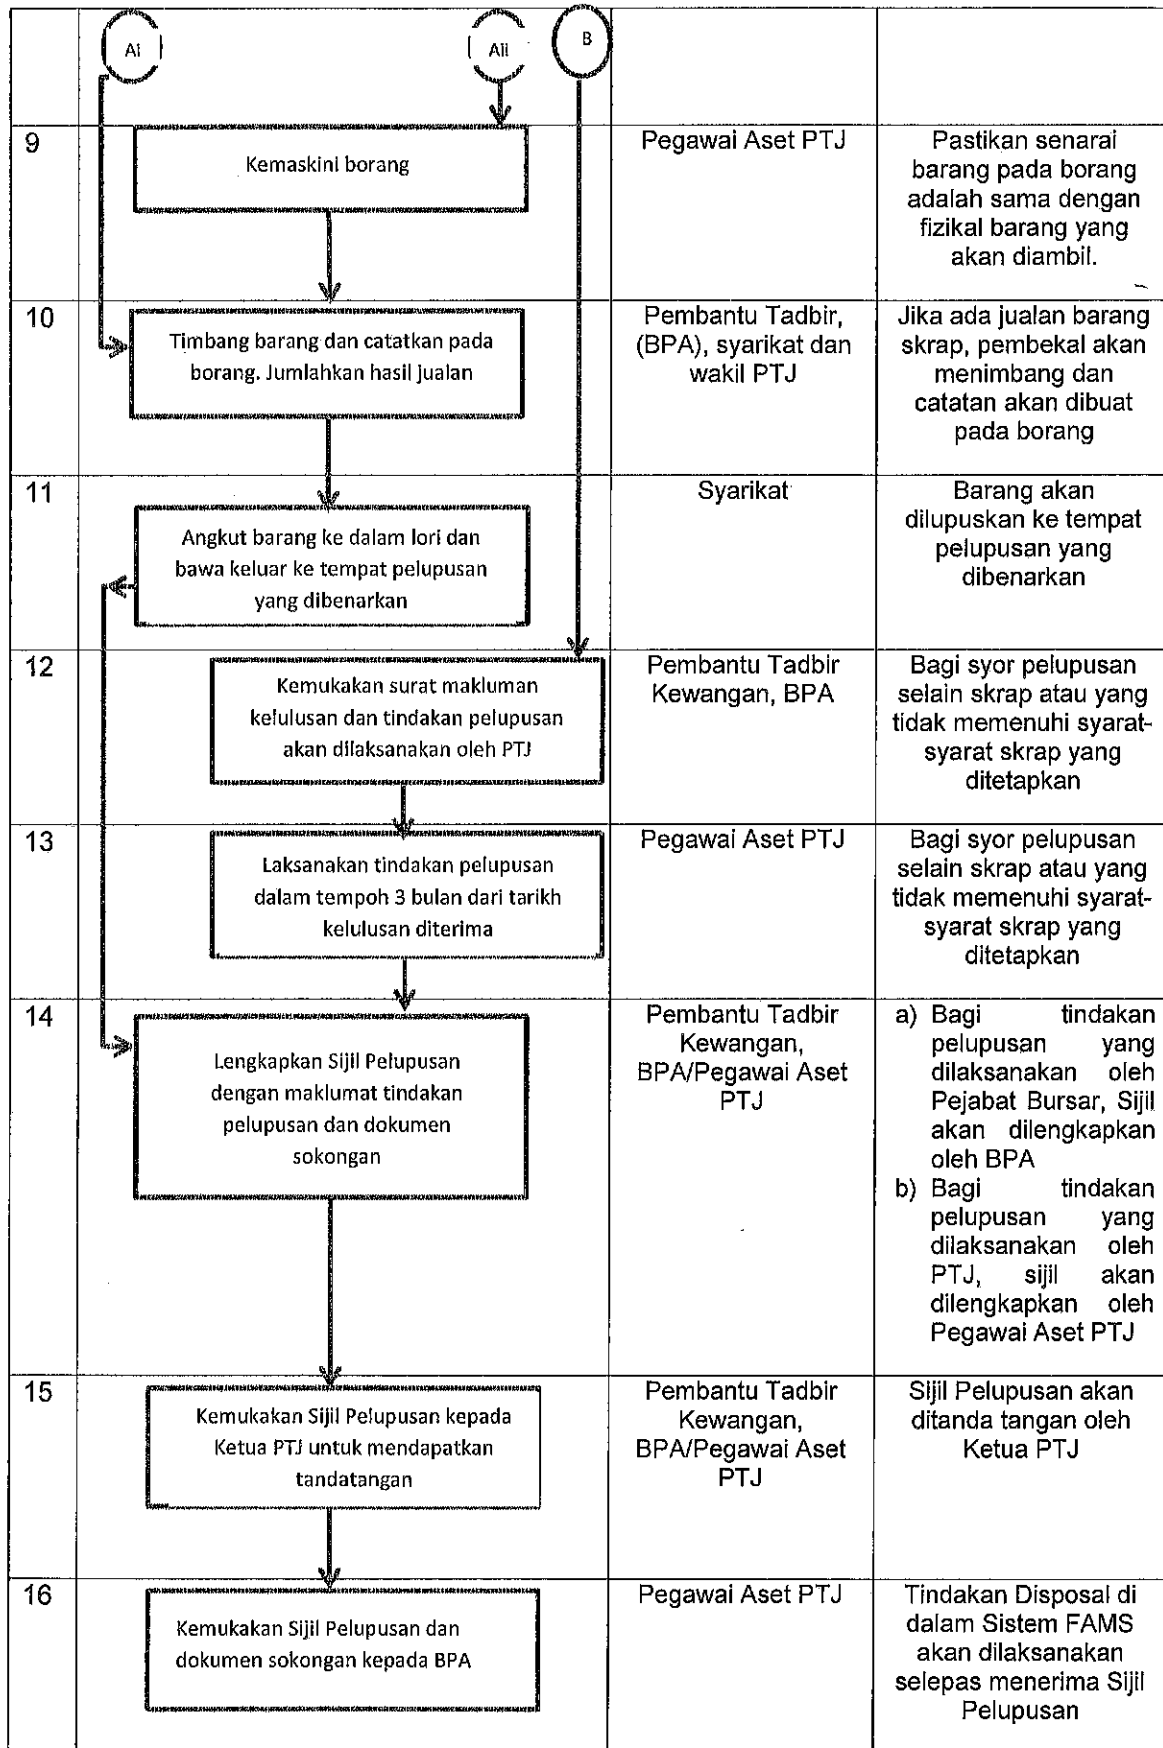 Ai
Aii
B
9
Kemaskini borang
Pegawai Aset PTJ
Pastikan senarai
barang pada borang
adalah sama dengan
fizikal barang yang
akan diambil.
10
Timbang barang dan catatkan pada
borang. Jumlahkan hasil jualan
Pembantu Tadbir,
(BPA), syarikat dan
wakil PTJ
Jika ada jualan barang
skrap, pembekal akan
menimbang dan
catatan akan dibuat
pada borang
11
Angkut barang ke dalam lori dan
bawa keluar ke tempat pelupusan
yang dibenarkan
Syarikat
Barang akan
dilupuskan ke tempat
pelupusan yang
dibenarkan
12
Kemukakan surat makluman
kelulusan dan tindakan pelupusan
akan dilaksanakan oleh PTJ
Pembantu Tadbir
Kewangan, BPA
Bagi syor pelupusan
selain skrap atau yang
tidak memenuhi syarat-
syarat skrap yang
ditetapkan
13
Laksanakan tindakan pelupusan
dalam tempoh 3 bulan dari tarikh
kelulusan diterima
Pegawai Aset PTJ
Bagi syor pelupusan
selain skrap atau yang
tidak memenuhi syarat-
syarat skrap yang
ditetapkan
14
Lengkapkan Sijil Pelupusan
dengan maklumat tindakan
pelupusan dan dokumen
sokongan
Pembantu Tadbir
Kewangan,
BPA/Pegawai Aset
PTJ
a) Bagi tindakan
pelupusan yang
dilaksanakan oleh
Pejabat Bursar, Sijil
akan dilengkapkan
oleh BPA
b) Bagi tindakan
pelupusan yang
dilaksanakan oleh
PTJ, sijil akan
dilengkapkan oleh
Pegawai Aset PTJ
15
Kemukakan Sijil Pelupusan kepada
Ketua PTJ untuk mendapatkan
tandatangan
Pembantu Tadbir
Kewangan,
BPA/Pegawai Aset
PTJ
Sijil Pelupusan akan
ditanda tangan oleh
Ketua PTJ
16
Kemukakan Sijil Pelupusan dan
dokumen sokongan kepada BPA
Pegawai Aset PTJ
Tindakan Disposal di
dalam Sistem FAMS
akan dilaksanakan
selepas menerima Sijil
Pelupusan